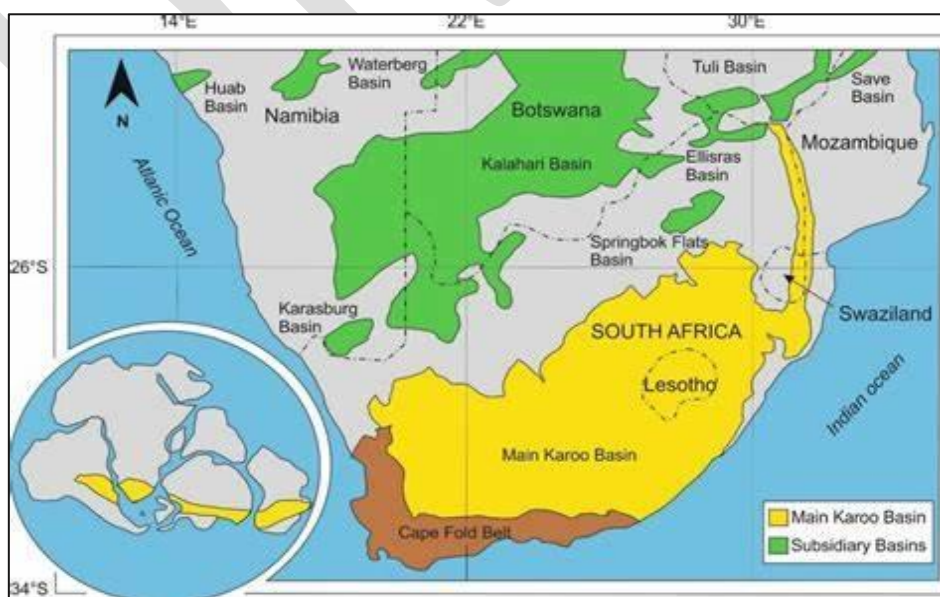 14°E 22°E 30°E
Huab
Basin
Waterberg
Basin
Tuli Basin
Save
Basin
N
Namibia
Botswana
Mozambique
Atlanic Ocean
Kalahari Basin
Ellisras
Basin
Springbok Flats
Basin
26°S
Karasburg
Basin
SOUTH AFRICA
Swaziland
Lesotho
Indian ocean
Main Karoo Basin
Main Karoo Basin
Cape Fold Belt
Subsidiary Basins
34°S